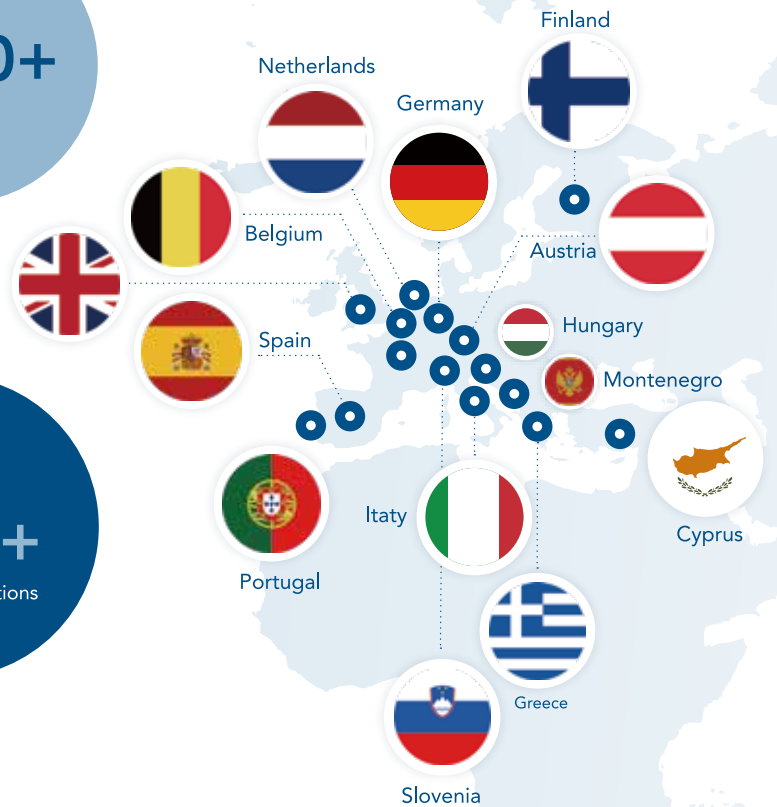 Finland
0+
Netherlands
Germany
Belgium
Austria
Hungary
Spain
Montenegro
Itaty
+
Cyprus
Portugal
tions
Greece
Slovenia